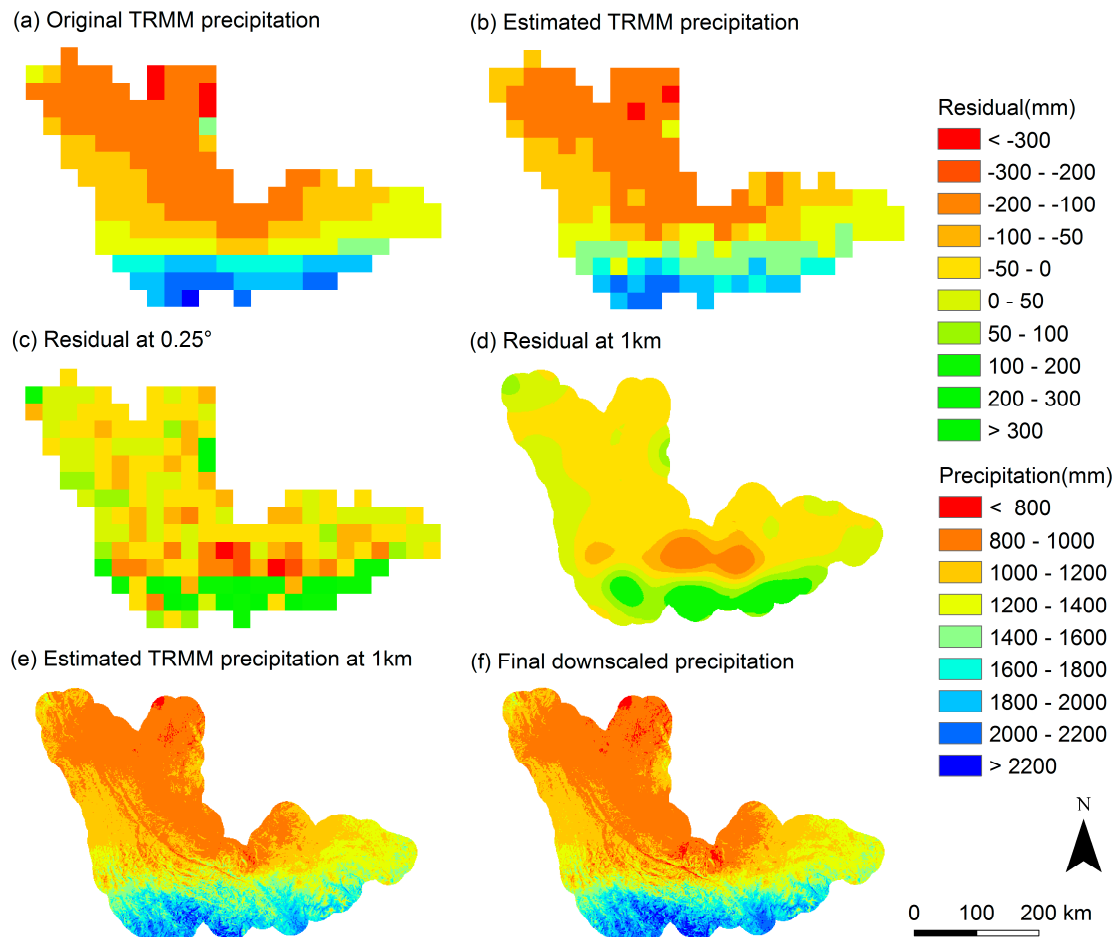 (a) Original TRMM precipitation
(b) Estimated TRMM precipitation
Residual(mm)
< -300
-300 - -200
-200 - -100
-100 - -50
-50 - 0
0 - 50
50 - 100
100 - 200
200 - 300
> 300
(c) Residual at 0.25°
(d) Residual at 1km
Precipitation(mm)
< 800
800 - 1000
1000 - 1200
1200 - 1400
1400 - 1600
1600 - 1800
1800 - 2000
2000 - 2200
> 2200
(e) Estimated TRMM precipitation at 1km
(f) Final downscaled precipitation
N
0 100 200 km